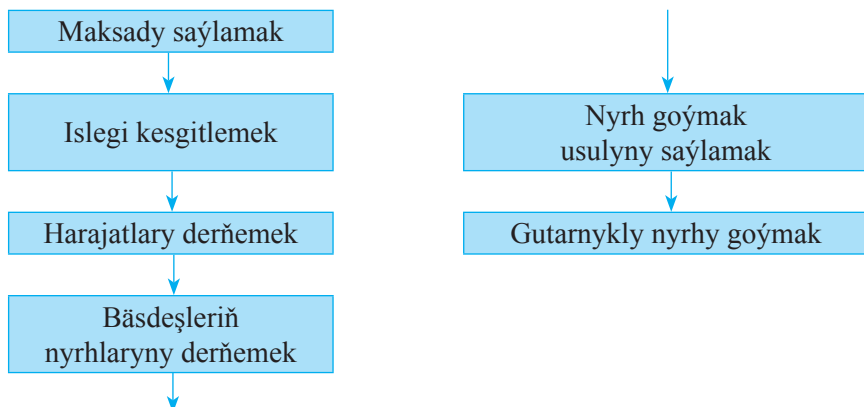 Maksady saýlamak
Islegi kesgitlemek
Harajatlary derňemek
Bäsdeşleriň
nyrhlaryny derňemek
Nyrh goýmak
usulyny saýlamak
Gutarnykly nyrhy goýmak